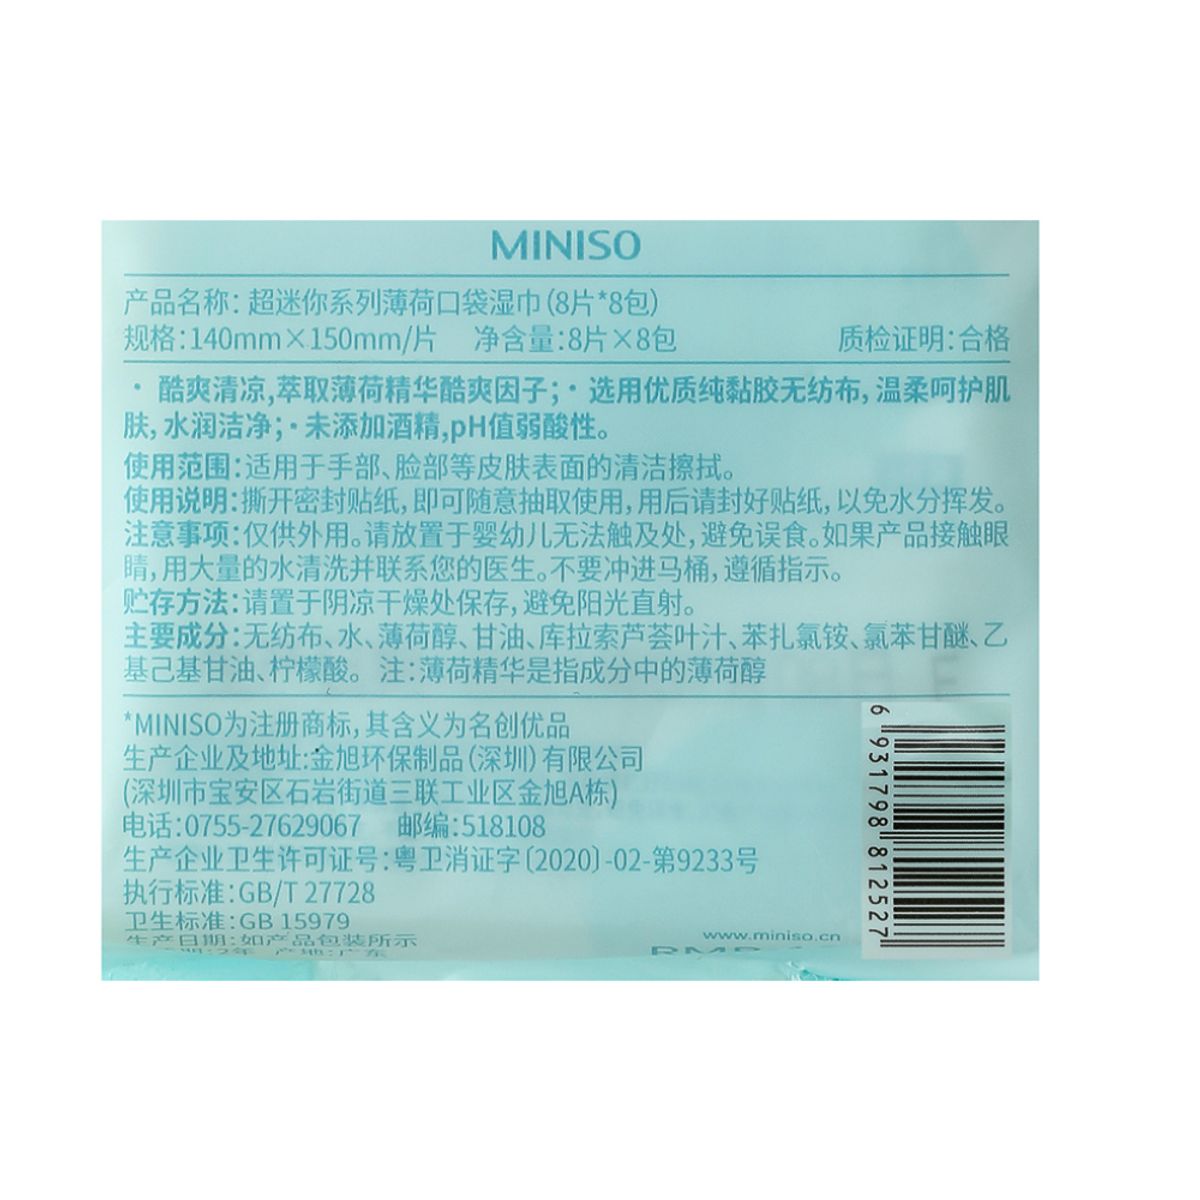 MINISO
产品名称：超迷你系列薄荷口袋湿巾(8片*8包)
规格：140mm×150mm/片 净含量：8片×8包 质检证明：合格
· 酷爽清凉，萃取薄荷精华酷爽因子；· 选用优质纯黏胶无纺布，温柔呵护肌
肤，水润洁净；· 未添加酒精，pH值弱酸性。
使用范围：适用于手部、脸部等皮肤表面的清洁擦拭。
使用说明：撕开密封贴纸，即可随意抽取使用，用后请封好贴纸，以免水分挥发。
注意事项：仅供外用。请放置于婴幼儿无法触及处，避免误食。如果产品接触眼
睛，用大量的水清洗并联系您的医生。不要冲进马桶，遵循指示。
贮存方法：请置于阴凉干燥处保存，避免阳光直射。
主要成分：无纺布、水、薄荷醇、甘油、库拉索芦荟叶汁、苯扎氯铵、氯苯甘醚、乙
基己基甘油、柠檬酸。 注：薄荷精华是指成分中的薄荷醇
*MINISO为注册商标，其含义为名创优品
生产企业及地址：金旭环保制品（深圳）有限公司
(深圳市宝安区石岩街道三联工业区金旭A栋)
电话：0755-27629067 邮编：518108
生产企业卫生许可证号：粤卫消证字〔2020〕-02-第9233号
执行标准：GB/T 27728
卫生标准：GB 15979
生产日期：如产品包装所示
期：2年 产地：广东
www.miniso.cn
6 931798 812527